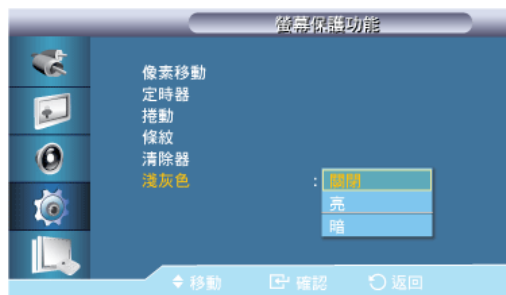 螢幕保護功能
像素移動
定時器
捲動
條紋
清除器
淺灰色 : 關閉
亮
暗
移動 確認 返回